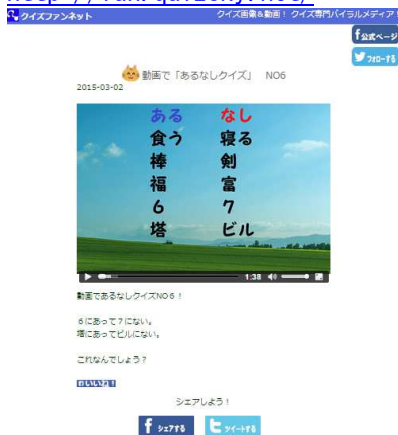 クイズファンネット
クイズ画像&動画! クイズ専門バイラルメディア!
公式ページ
フォローする
動画で「あるなしクイズ」 NO6
2015-03-02
ある なし
食う 寝る
棒 剣
福 富
6 7
塔 ビル
1:38
動画であるなしクイズNO6!
6にあって7にない。
塔にあってビルにない。
これなんでしょう?
いいね!
シェアしよう!
シェアする
ツイートする